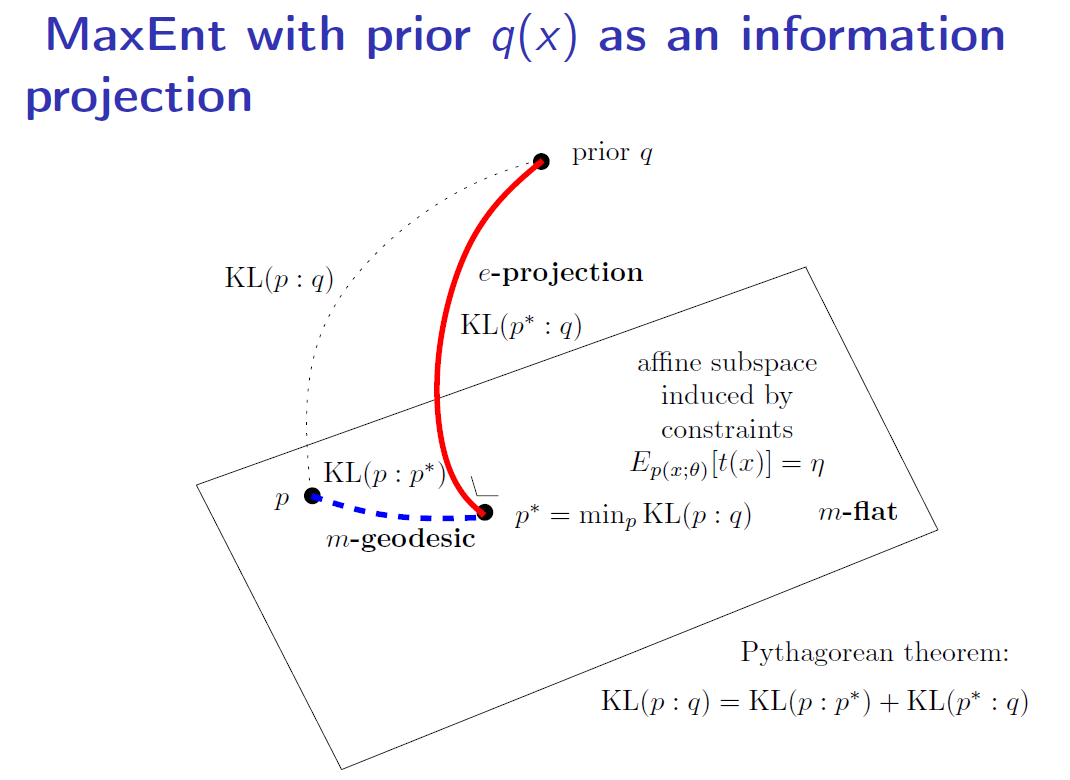 MaxEnt with prior q(x) as an information
projection
prior q
KL(p : q)
e-projection
KL(p* : q)
affine subspace
induced by
constraints
E_{p(x;θ)}[t(x)] = η
KL(p : p*)
p
p* = min_p KL(p : q)
m-flat
m-geodesic
Pythagorean theorem:
KL(p : q) = KL(p : p*) + KL(p* : q)